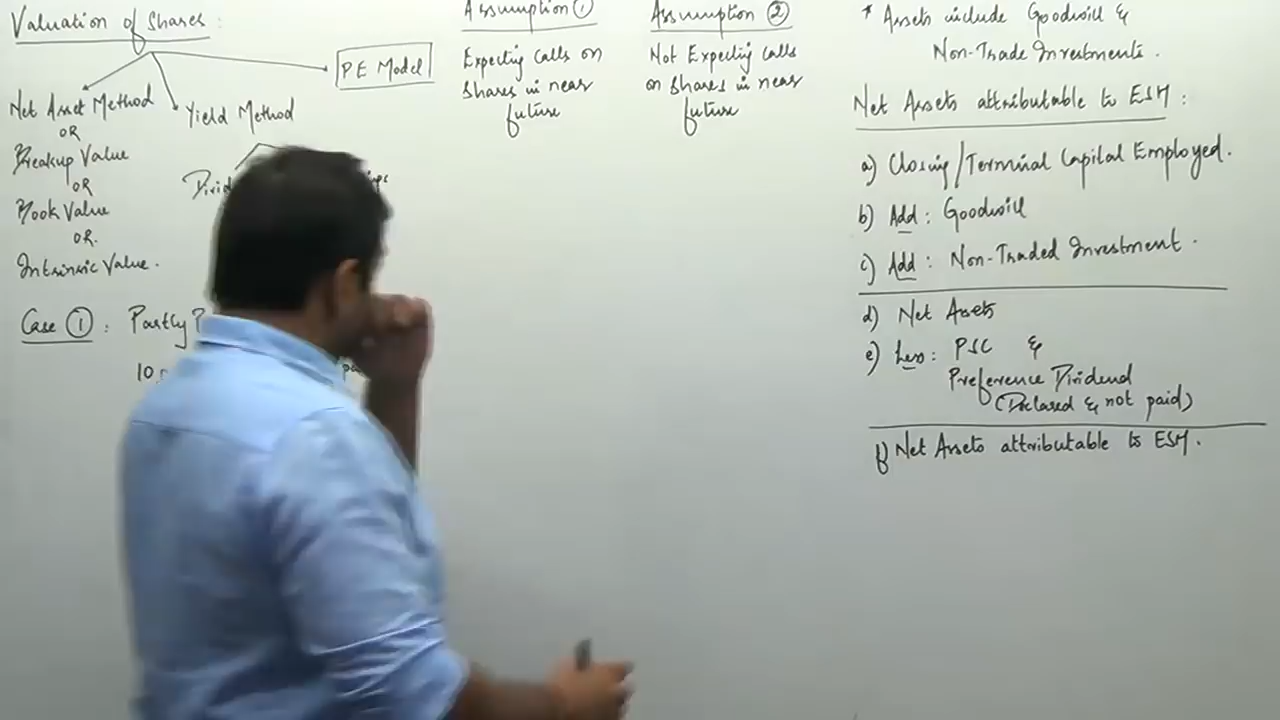 Valuation of Shares :
PE Model
Net Asset Method
OR
Breakup Value
OR
Book Value
OR.
Intrinsic Value.
Yield Method
Case ① : Partly
10
Assumption ①
Expecting Calls on
Shares in near
future
Assumption ②
Not Expecting Calls
on Shares in near
future
* Assets include Goodwill &
Non-Trade Investments.
Net Assets attributable to ESH :
a) Closing/Terminal Capital Employed.
b) Add : Goodwill
c) Add : Non-Traded Investment.
d) Net Assets
e) Less : PSC &
Preference Dividend
(Declared & not paid)
f) Net Assets attributable to ESH.